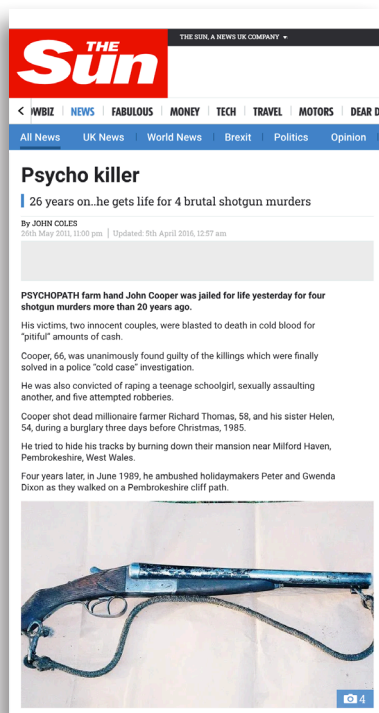 THE SUN, A NEWS UK COMPANY
THE
Sun
WBIZ NEWS FABULOUS MONEY TECH TRAVEL MOTORS DEAR D
All News UK News World News Brexit Politics Opinion
Psycho killer
26 years on..he gets life for 4 brutal shotgun murders
By JOHN COLES
26th May 2011, 11:00 pm | Updated: 5th April 2016, 12:57 am
PSYCHOPATH farm hand John Cooper was jailed for life yesterday for four
shotgun murders more than 20 years ago.
His victims, two innocent couples, were blasted to death in cold blood for
“pitiful” amounts of cash.
Cooper, 66, was unanimously found guilty of the killings which were finally
solved in a police “cold case” investigation.
He was also convicted of raping a teenage schoolgirl, sexually assaulting
another, and five attempted robberies.
Cooper shot dead millionaire farmer Richard Thomas, 58, and his sister Helen,
54, during a burglary three days before Christmas, 1985.
He tried to hide his tracks by burning down their mansion near Milford Haven,
Pembrokeshire, West Wales.
Four years later, in June 1989, he ambushed holidaymakers Peter and Gwenda
Dixon as they walked on a Pembrokeshire cliff path.
4